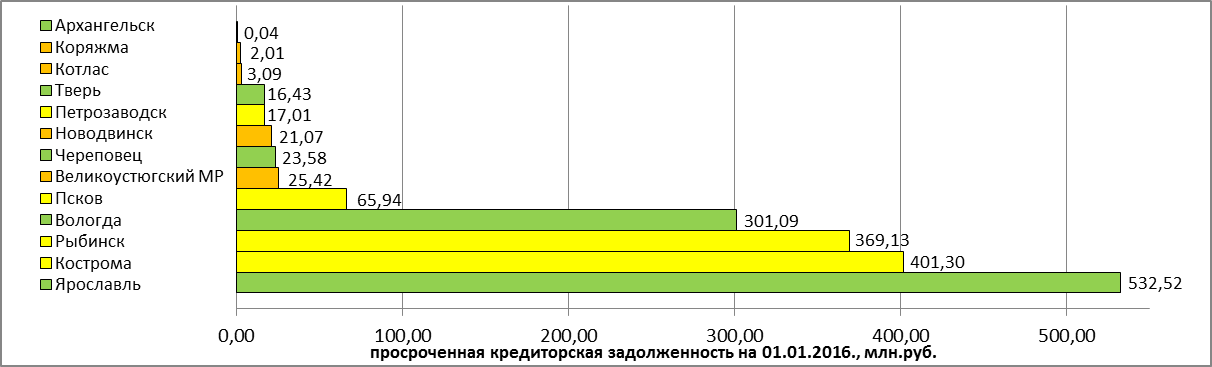 Архангельск 0,04
Коряжма 2,01
Котлас 3,09
Тверь 16,43
Петрозаводск 17,01
Новодвинск 21,07
Череповец 23,58
Великоустюгский МР 25,42
Псков 65,94
Вологда 301,09
Рыбинск 369,13
Кострома 401,30
Ярославль 532,52
0,00 100,00 200,00 300,00 400,00 500,00
просроченная кредиторская задолженность на 01.01.2016., млн.руб.